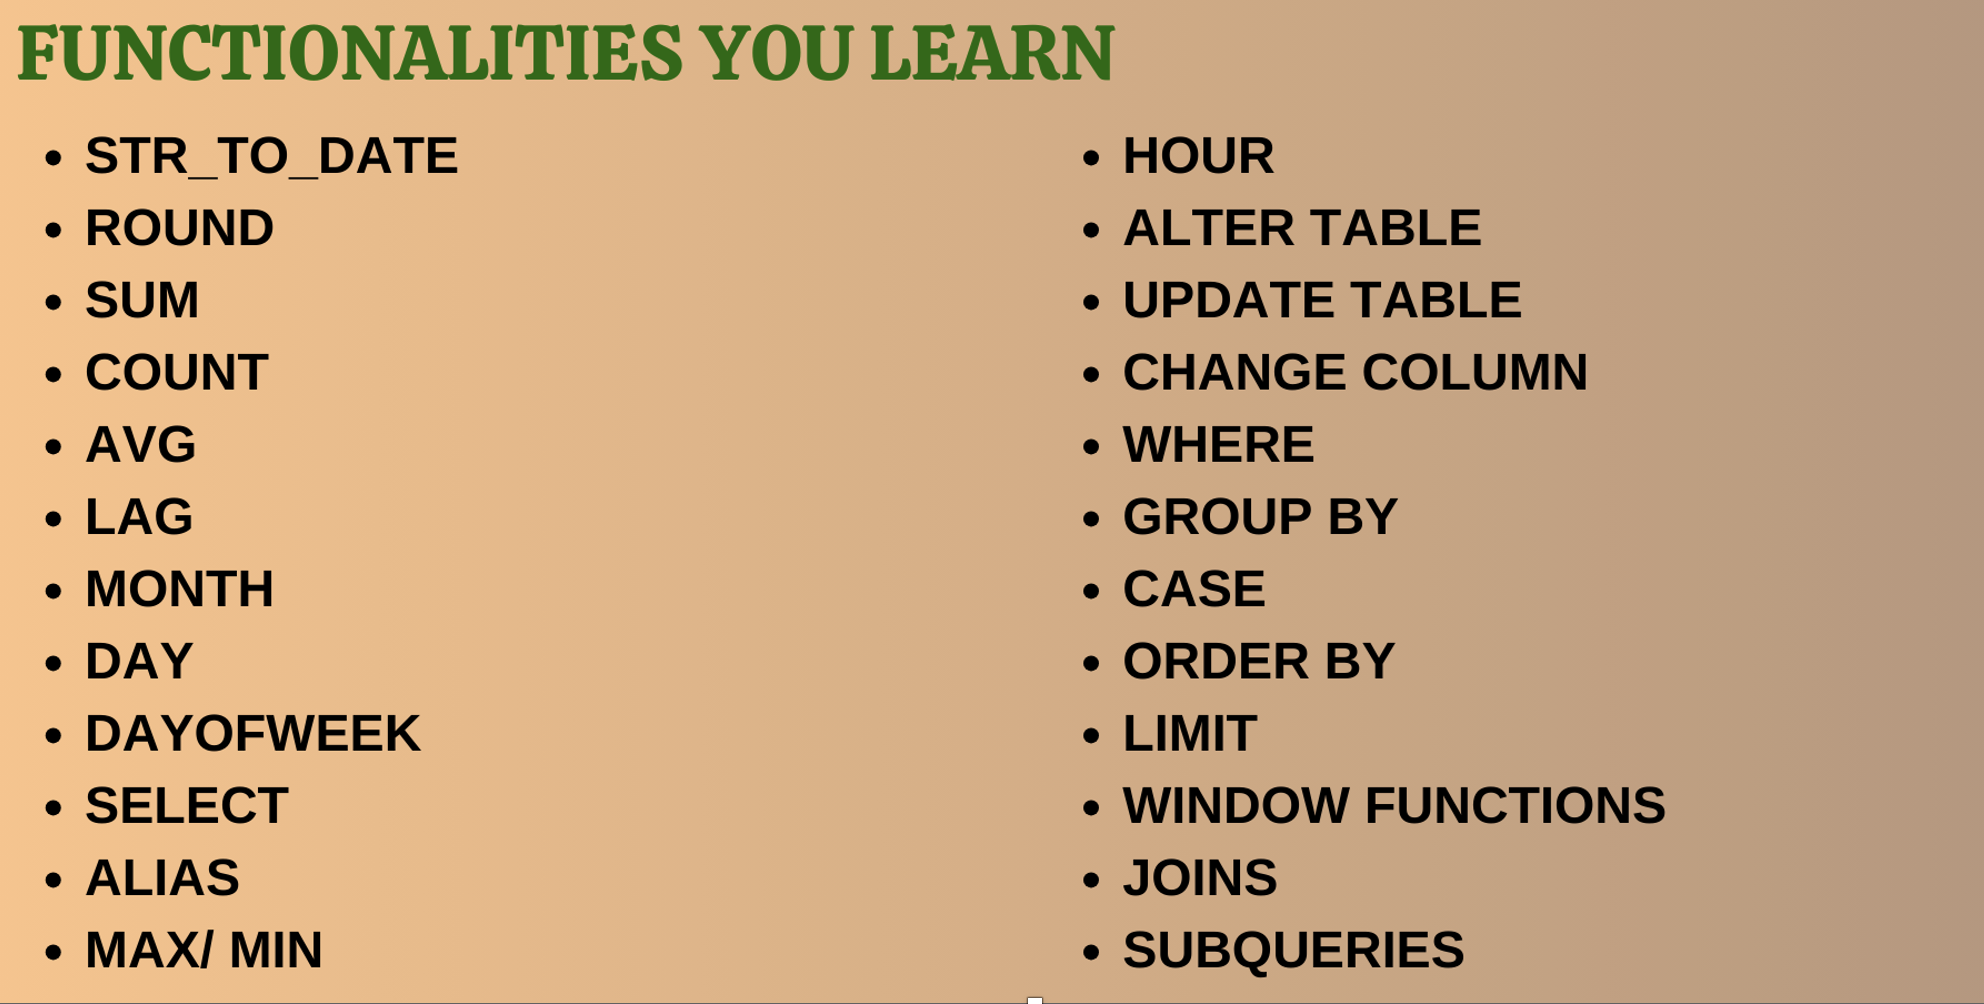 FUNCTIONALITIES YOU LEARN
• STR_TO_DATE
• ROUND
• SUM
• COUNT
• AVG
• LAG
• MONTH
• DAY
• DAYOFWEEK
• SELECT
• ALIAS
• MAX/ MIN
• HOUR
• ALTER TABLE
• UPDATE TABLE
• CHANGE COLUMN
• WHERE
• GROUP BY
• CASE
• ORDER BY
• LIMIT
• WINDOW FUNCTIONS
• JOINS
• SUBQUERIES